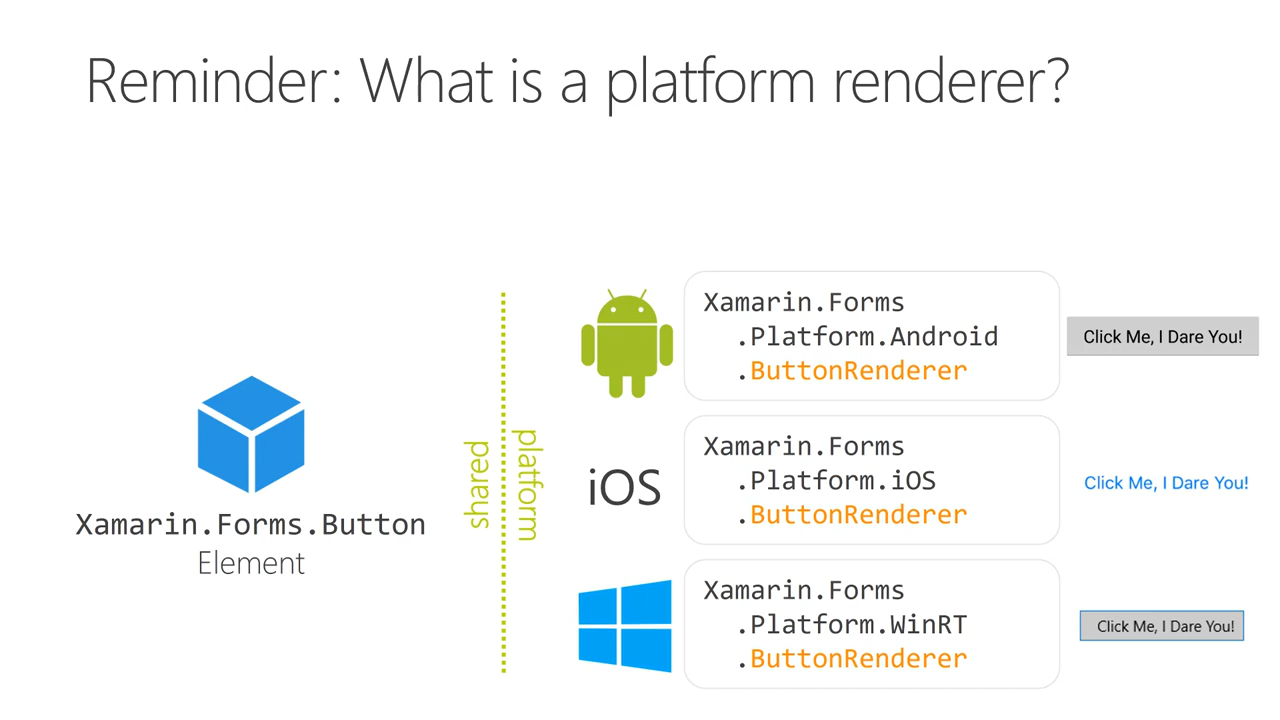 Reminder: What is a platform renderer?
Xamarin.Forms.Button
Element
shared
platform
Xamarin.Forms
.Platform.Android
.ButtonRenderer
Click Me, I Dare You!
iOS
Xamarin.Forms
.Platform.iOS
.ButtonRenderer
Click Me, I Dare You!
Xamarin.Forms
.Platform.WinRT
.ButtonRenderer
Click Me, I Dare You!